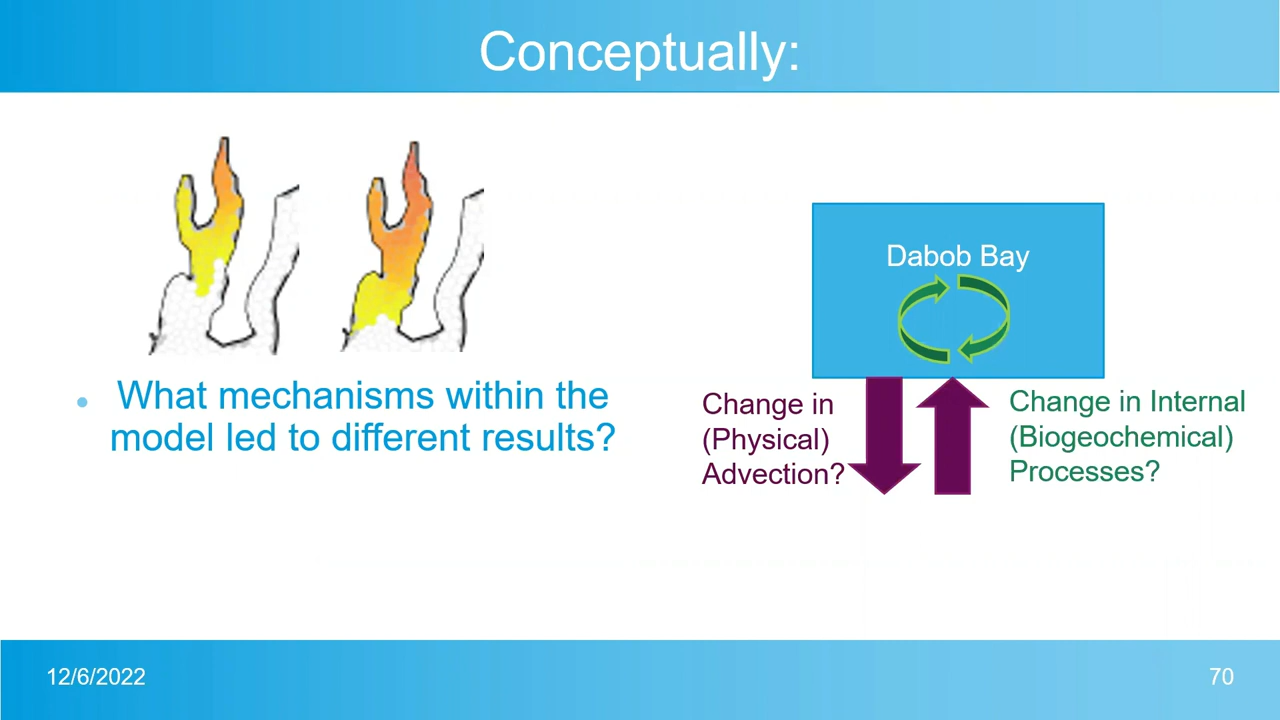 Conceptually:
• What mechanisms within the
model led to different results?
Dabob Bay
Change in
(Physical)
Advection?
Change in Internal
(Biogeochemical)
Processes?
12/6/2022
70